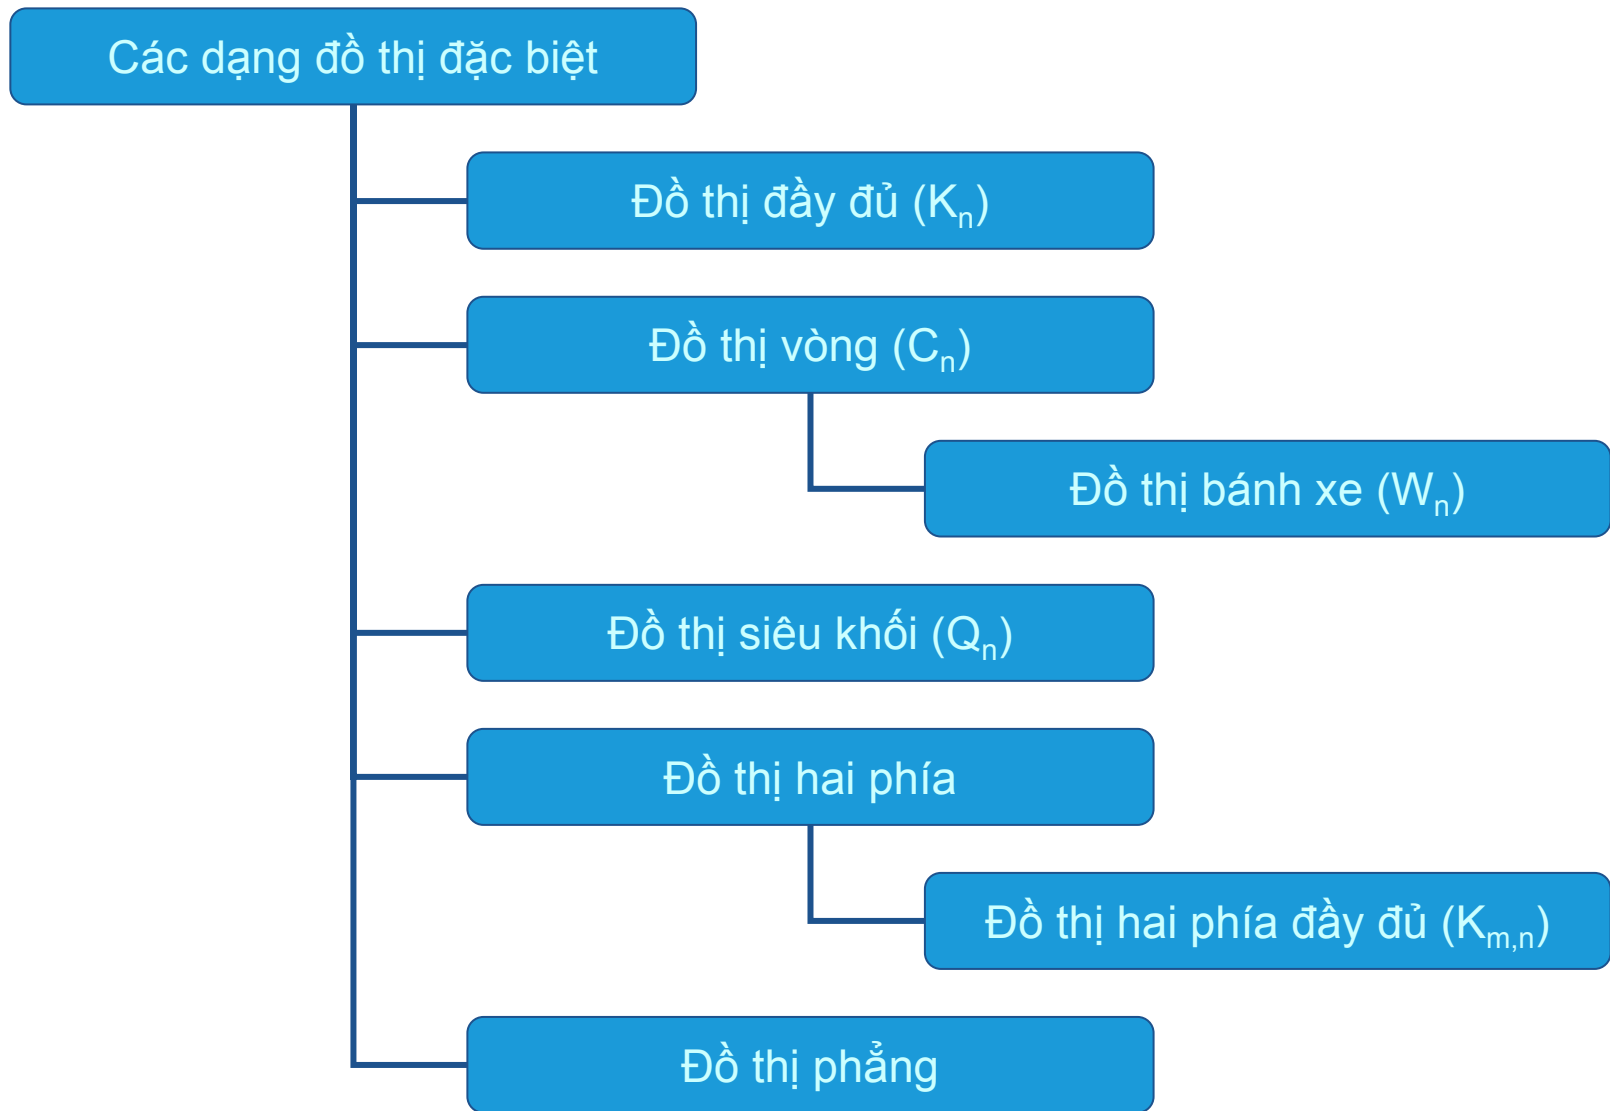 Các dạng đồ thị đặc biệt
Đồ thị đầy đủ (Kn)
Đồ thị vòng (Cn)
Đồ thị bánh xe (Wn)
Đồ thị siêu khối (Qn)
Đồ thị hai phía
Đồ thị hai phía đầy đủ (Km,n)
Đồ thị phẳng